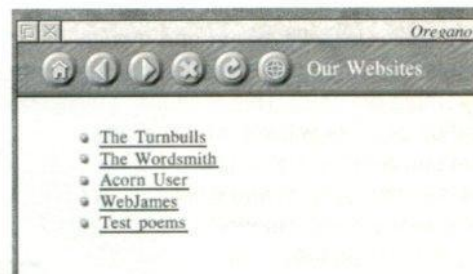 Oregano
Our Websites
The Turnbulls
The Wordsmith
Acorn User
WebJames
Test poems